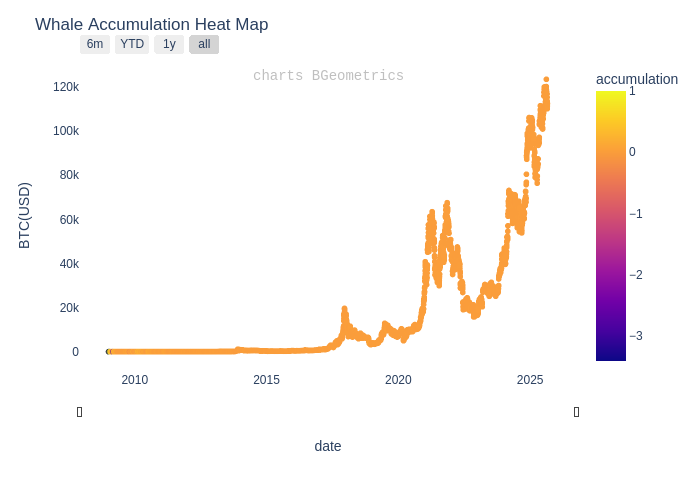 Whale Accumulation Heat Map
6m YTD 1y all
charts BGeometrics
accumulation
120k
100k
80k
60k
40k
20k
0
BTC(USD)
1
0
−1
−2
−3
2010 2015 2020 2025
date